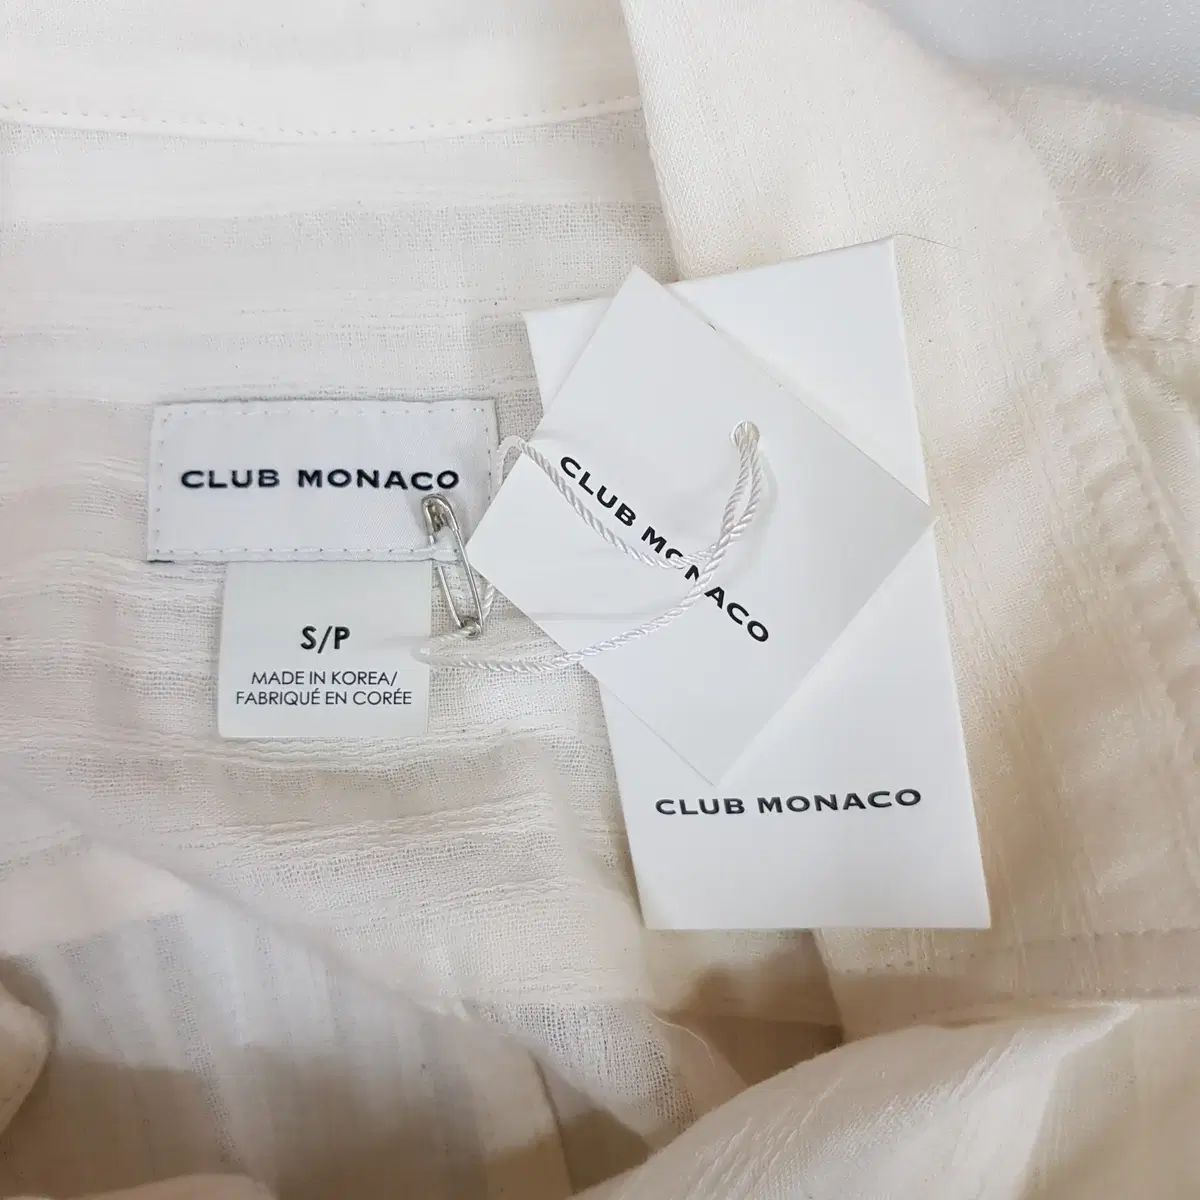 CLUB MONACO
S/P
MADE IN KOREA/
FABRIQUÉ EN CORÉE
CLUB MONACO
CLUB MONACO